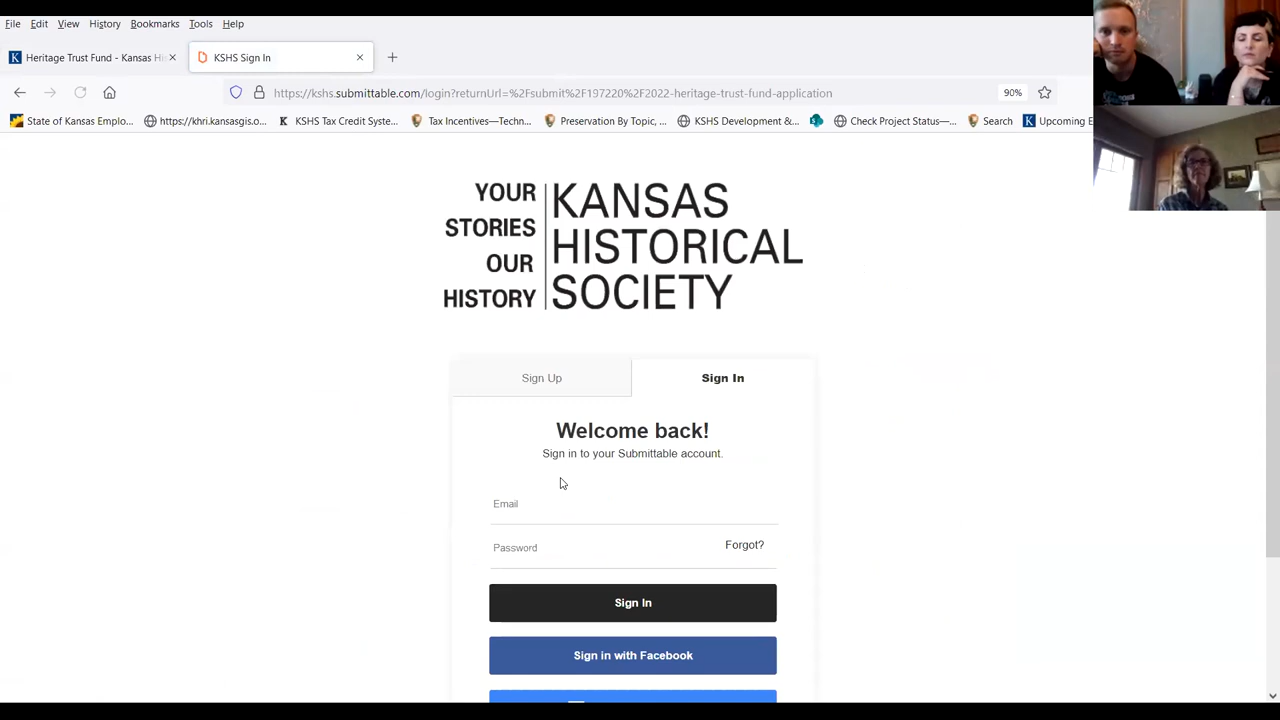 File Edit View History Bookmarks Tools Help
Heritage Trust Fund - Kansas Hi
KSHS Sign In
https://kshs.submittable.com/login?returnUrl=%2Fsubmit%2F197220%2F2022-heritage-trust-fund-application
90%
State of Kansas Emplo... https://khri.kansasgis.o... KSHS Tax Credit Syste... Tax Incentives—Techn... Preservation By Topic, ... KSHS Development &... Check Project Status—... Search Upcoming E
YOUR STORIES OUR HISTORY
KANSAS HISTORICAL SOCIETY
Sign Up Sign In
Welcome back!
Sign in to your Submittable account.
Email
Password Forgot?
Sign In
Sign in with Facebook